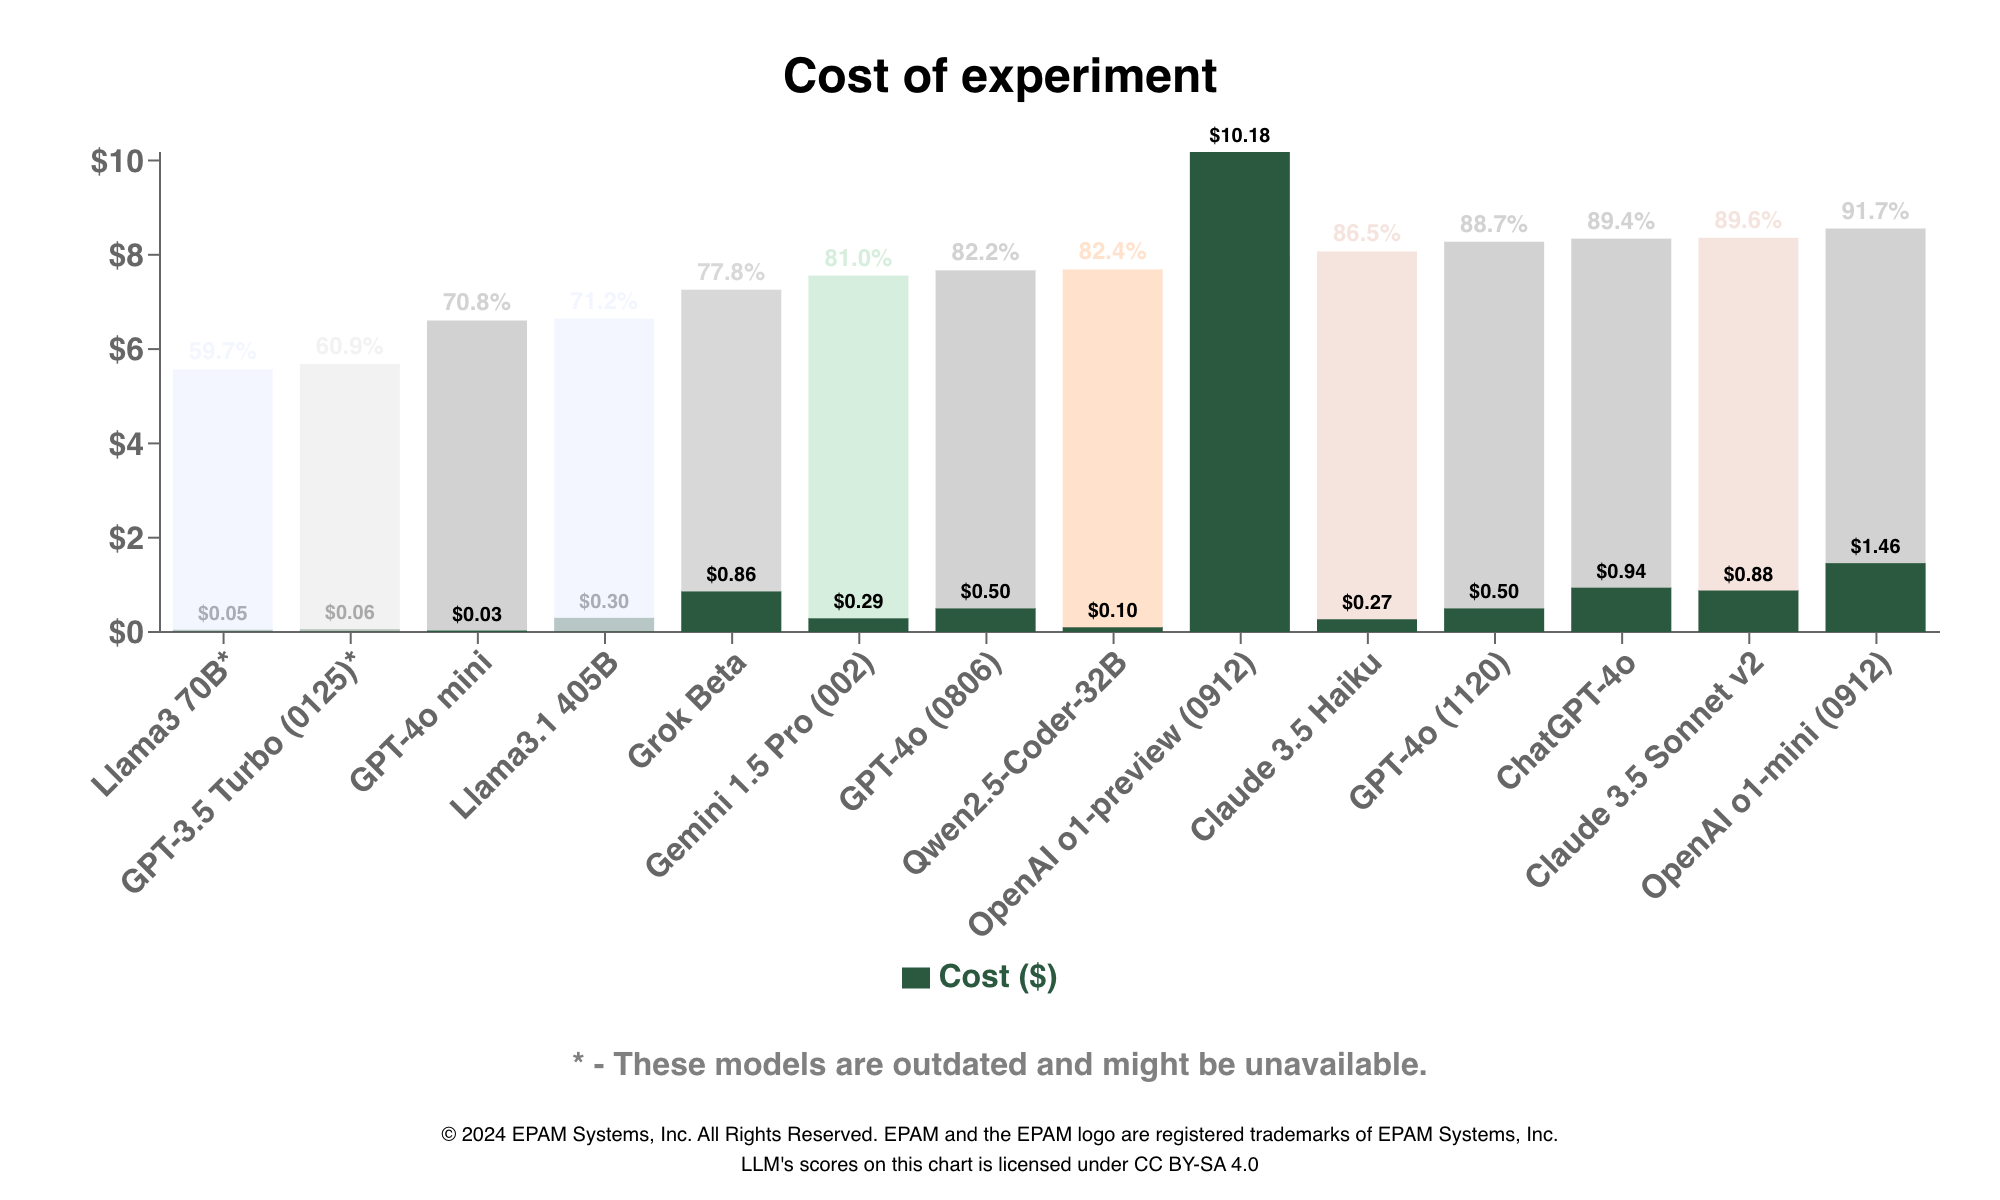 Cost of experiment
$10.18
$10
91.7%
88.7%
89.4%
89.6%
86.5%
$8
82.2%
82.4%
81.0%
77.8%
70.8%
71.2%
$6
60.9%
59.7%
$4
$2
$1.46
$0.86
$0.94
$0.88
$0.05
$0.06
$0.03
$0.30
$0.29
$0.50
$0.10
$0.27
$0.50
$0
Llama3 70B*
GPT-3.5 Turbo (0125)*
GPT-4o mini
Llama3.1 405B
Grok Beta
Gemini 1.5 Pro (002)
GPT-4o (0806)
Qwen2.5-Coder-32B
OpenAI o1-preview (0912)
Claude 3.5 Haiku
GPT-4o (1120)
ChatGPT-4o
Claude 3.5 Sonnet v2
OpenAI o1-mini (0912)
Cost ($)
* - These models are outdated and might be unavailable.
© 2024 EPAM Systems, Inc. All Rights Reserved. EPAM and the EPAM logo are registered trademarks of EPAM Systems, Inc.
LLM's scores on this chart is licensed under CC BY-SA 4.0